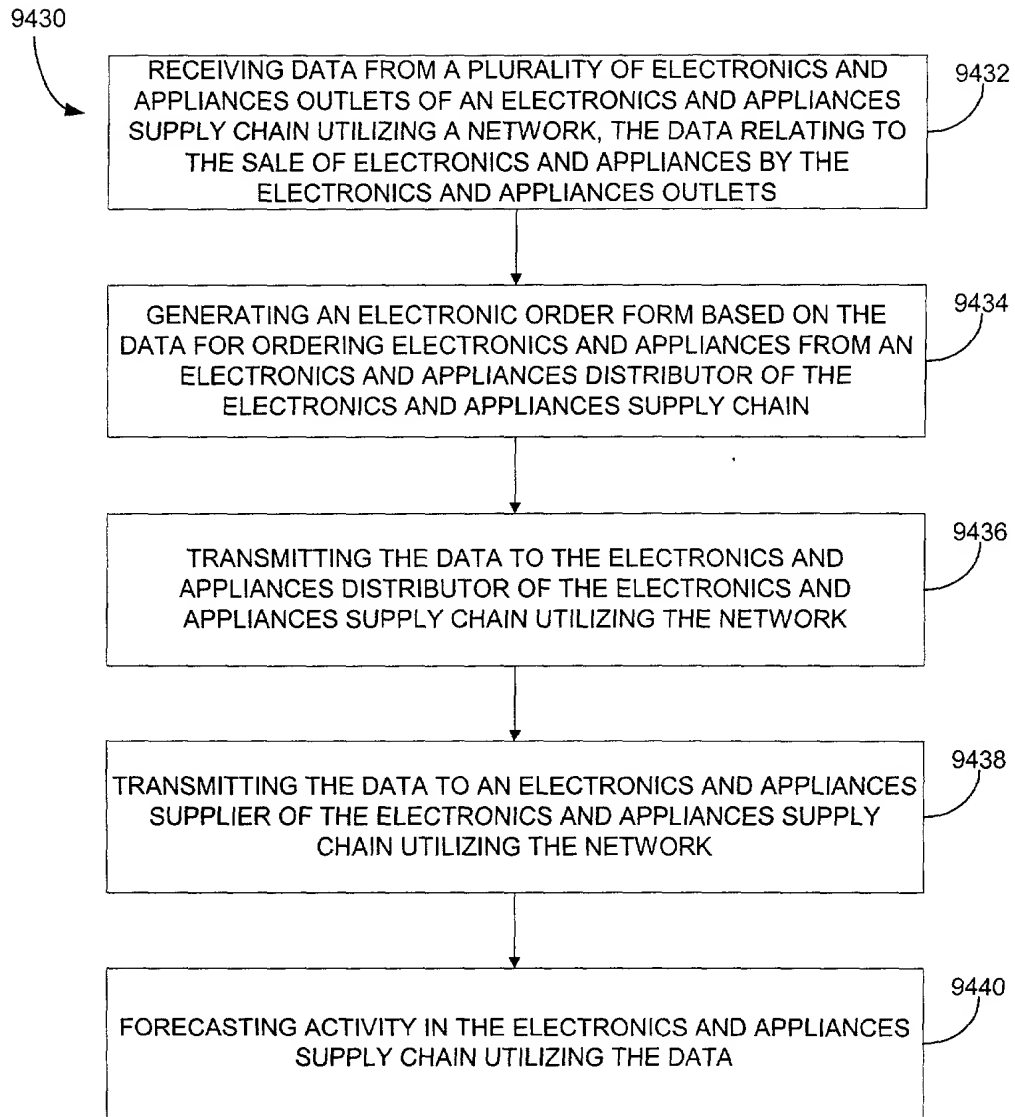 9430
RECEIVING DATA FROM A PLURALITY OF ELECTRONICS AND
APPLIANCES OUTLETS OF AN ELECTRONICS AND APPLIANCES
SUPPLY CHAIN UTILIZING A NETWORK, THE DATA RELATING TO
THE SALE OF ELECTRONICS AND APPLIANCES BY THE
ELECTRONICS AND APPLIANCES OUTLETS
9432
GENERATING AN ELECTRONIC ORDER FORM BASED ON THE
DATA FOR ORDERING ELECTRONICS AND APPLIANCES FROM AN
ELECTRONICS AND APPLIANCES DISTRIBUTOR OF THE
ELECTRONICS AND APPLIANCES SUPPLY CHAIN
9434
TRANSMITTING THE DATA TO THE ELECTRONICS AND
APPLIANCES DISTRIBUTOR OF THE ELECTRONICS AND
APPLIANCES SUPPLY CHAIN UTILIZING THE NETWORK
9436
TRANSMITTING THE DATA TO AN ELECTRONICS AND APPLIANCES
SUPPLIER OF THE ELECTRONICS AND APPLIANCES SUPPLY
CHAIN UTILIZING THE NETWORK
9438
FORECASTING ACTIVITY IN THE ELECTRONICS AND APPLIANCES
SUPPLY CHAIN UTILIZING THE DATA
9440